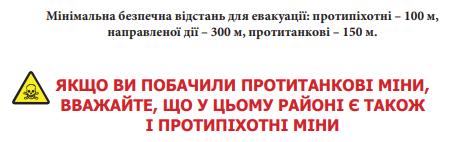 Мінімальна безпечна відстань для евакуації: протипіхотні – 100 м,
направленої дії – 300 м, протитанкові – 150 м.
ЯКЩО ВИ ПОБАЧИЛИ ПРОТИТАНКОВІ МІНИ,
ВВАЖАЙТЕ, ЩО У ЦЬОМУ РАЙОНІ Є ТАКОЖ
І ПРОТИПІХОТНІ МІНИ